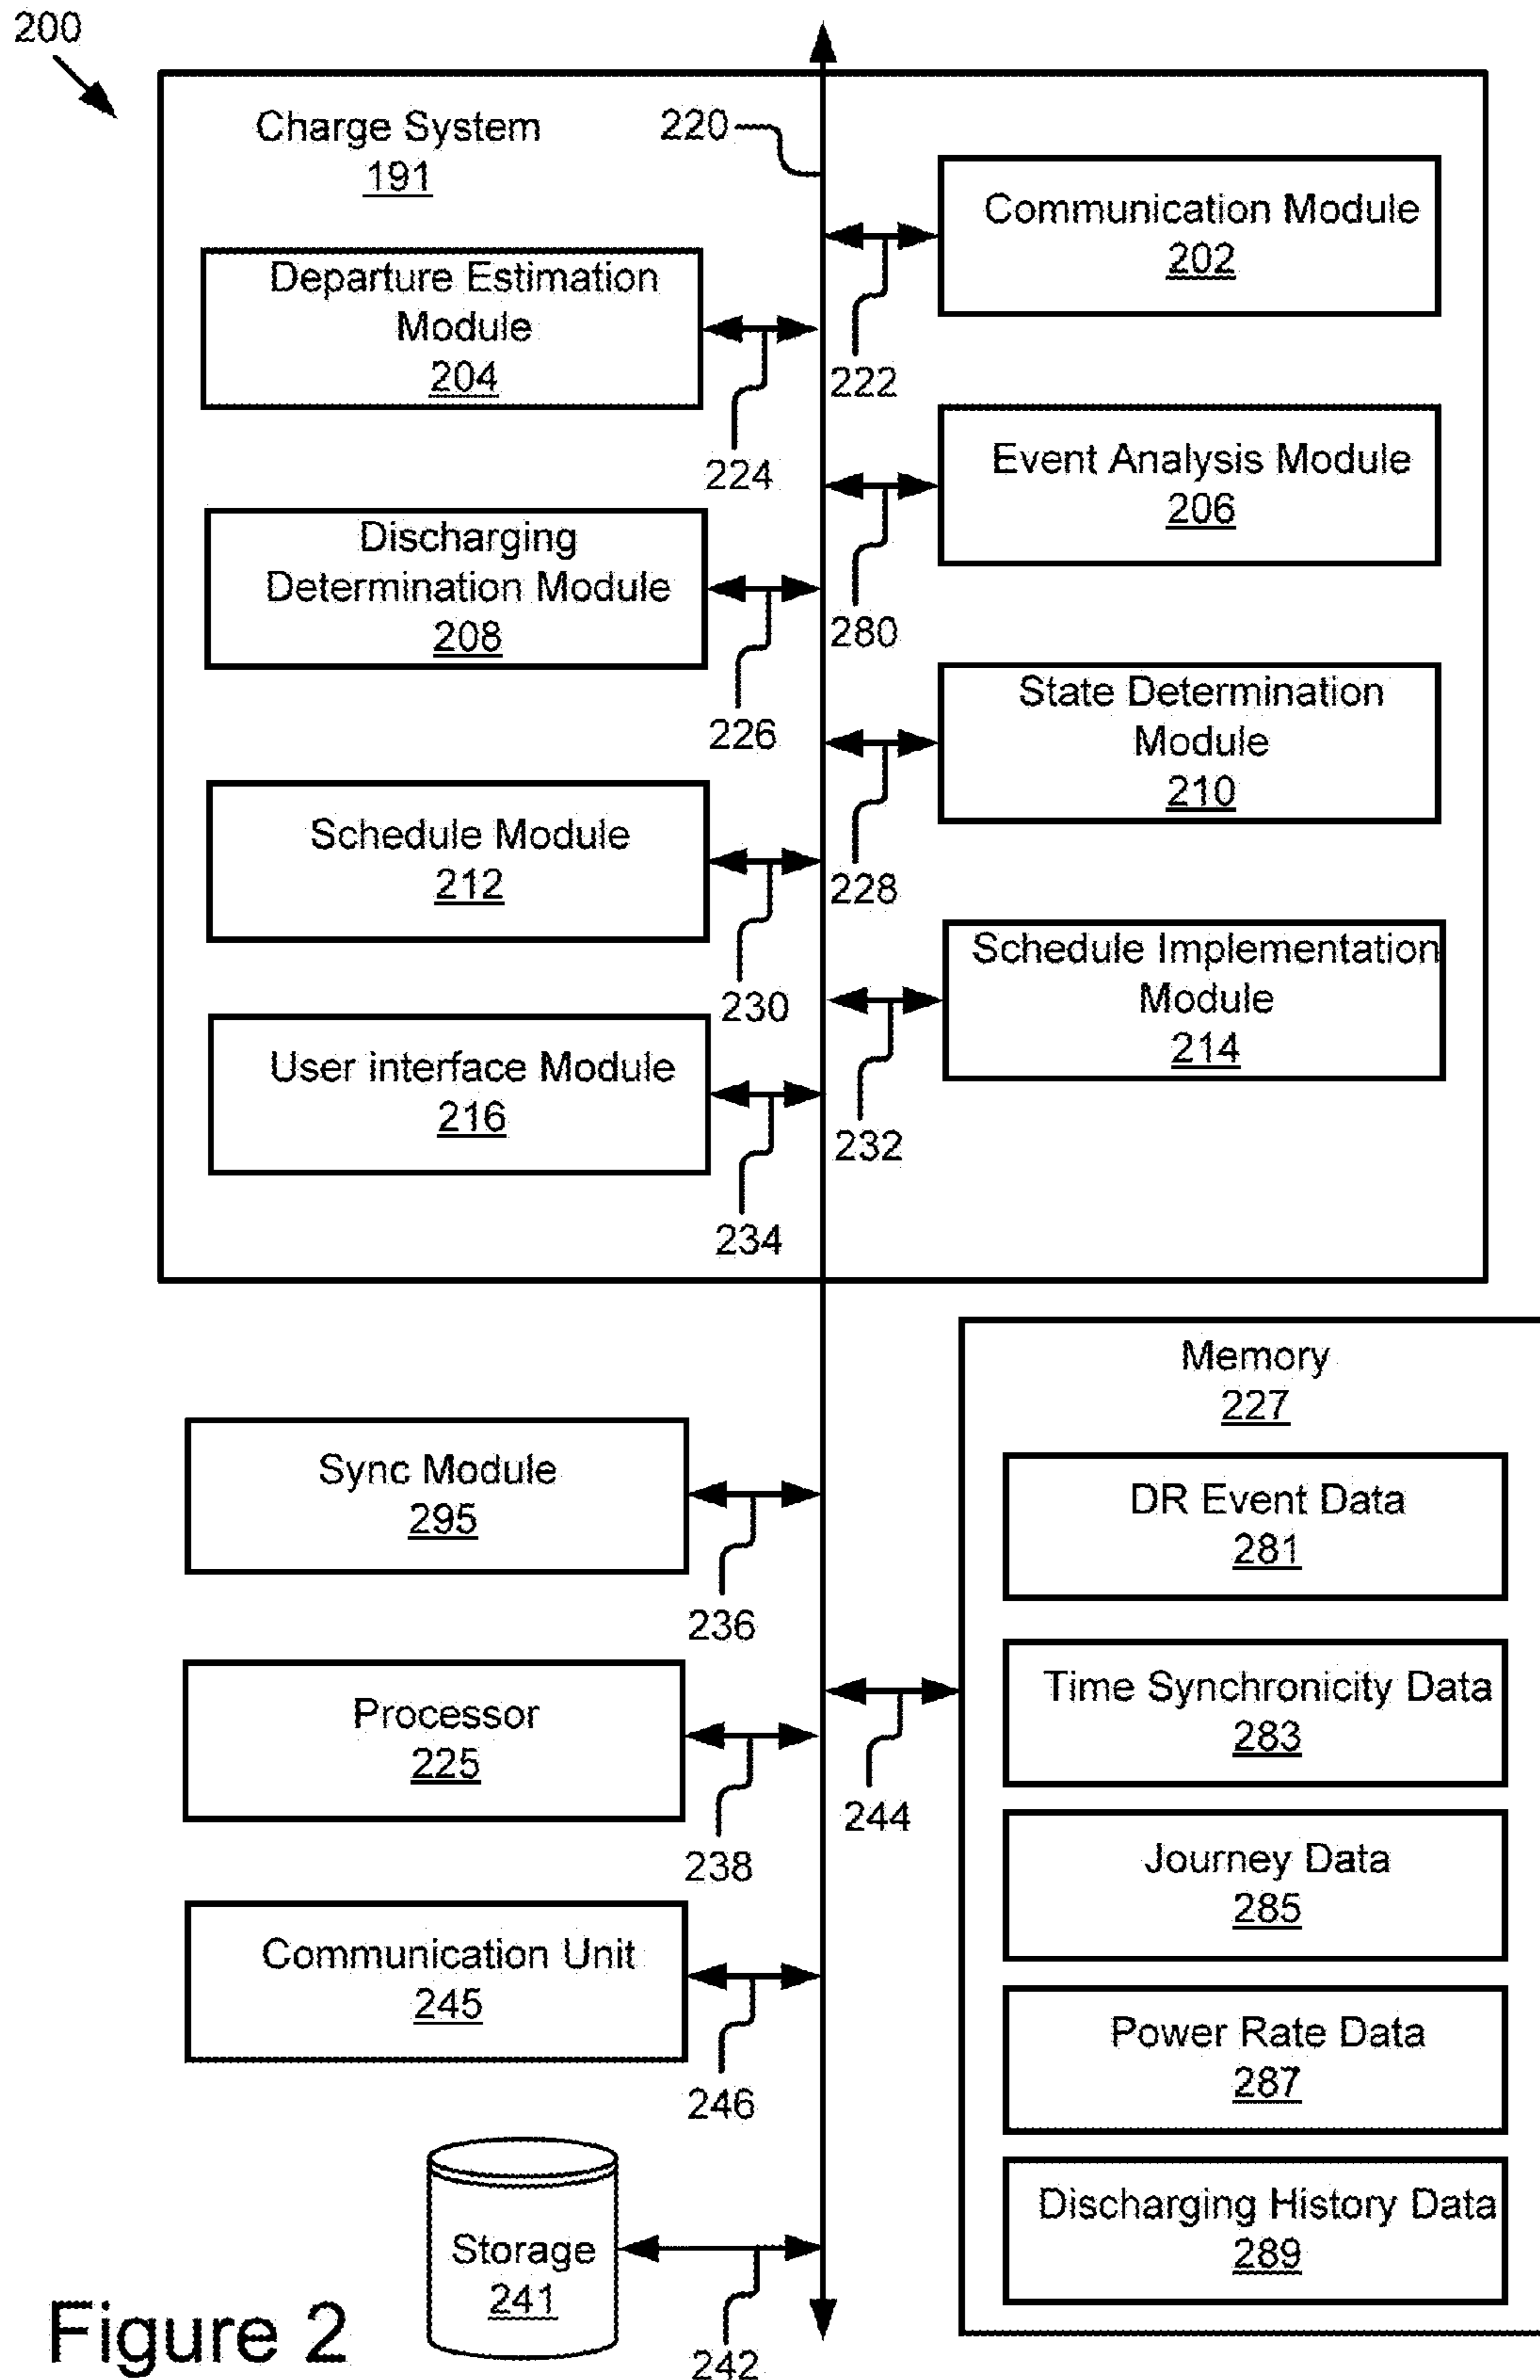 200
Charge System
191
220
Communication Module
202
222
Departure Estimation
Module
204
224
Event Analysis Module
206
280
Discharging
Determination Module
208
226
State Determination
Module
210
228
Schedule Module
212
230
Schedule Implementation
Module
214
232
User interface Module
216
234
Memory
227
Sync Module
295
236
DR Event Data
281
Time Synchronicity Data
283
244
Processor
225
238
Journey Data
285
Communication Unit
245
246
Power Rate Data
287
Discharging History Data
289
Storage
241
242
Figure 2